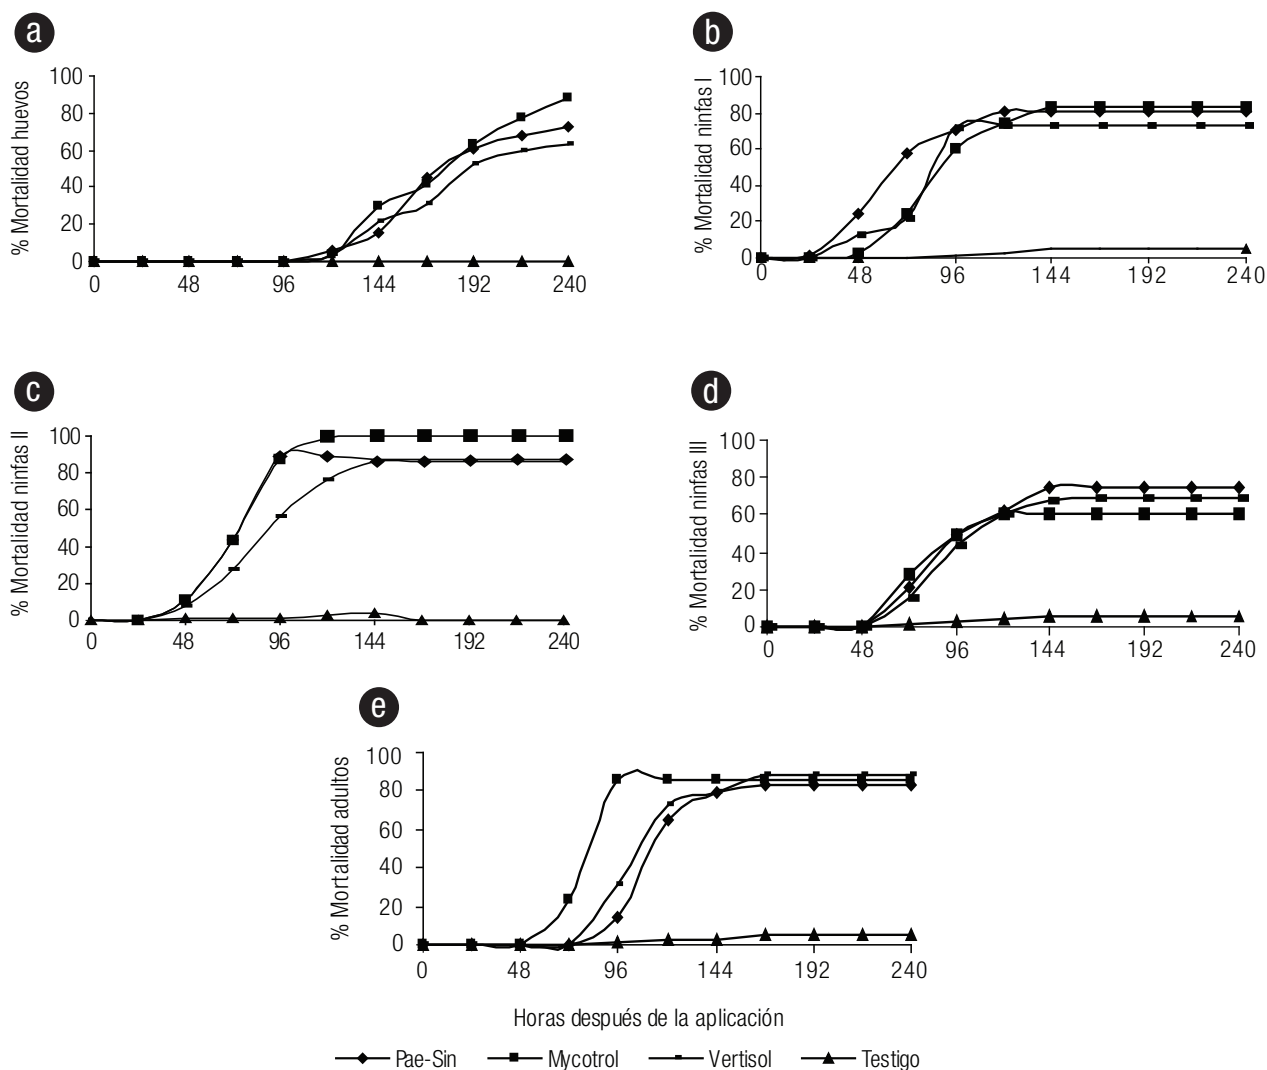 a
% Mortalidad huevos
100
80
60
40
20
0
0 48 96 144 192 240
b
% Mortalidad ninfas I
100
80
60
40
20
0
0 48 96 144 192 240
c
% Mortalidad ninfas II
100
80
60
40
20
0
0 48 96 144 192 240
d
% Mortalidad ninfas III
100
80
60
40
20
0
0 48 96 144 192 240
e
% Mortalidad adultos
100
80
60
40
20
0
0 48 96 144 192 240
Horas después de la aplicación
Pae-Sin Mycotrol Vertisol Testigo